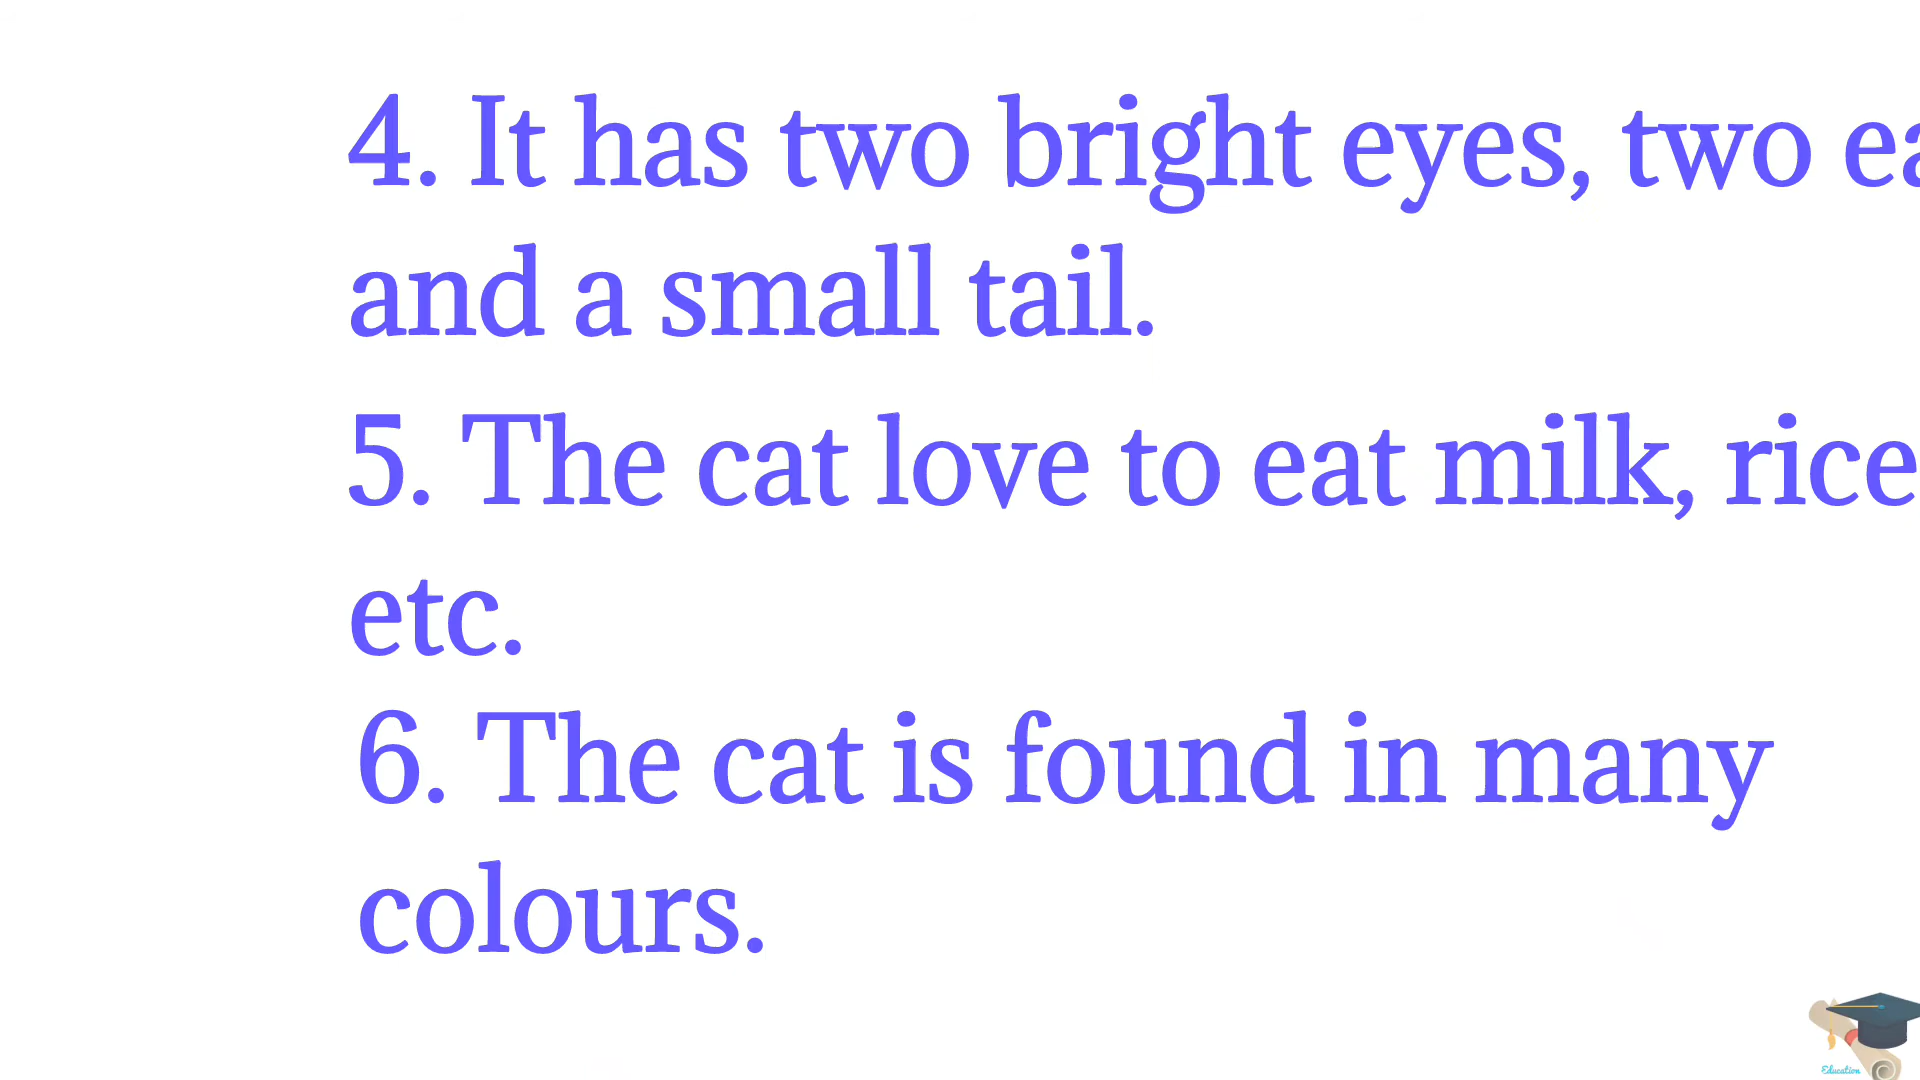 4. It has two bright eyes, two
and a small tail.
5. The cat love to eat milk, rice
etc.
6. The cat is found in many
colours.
Education